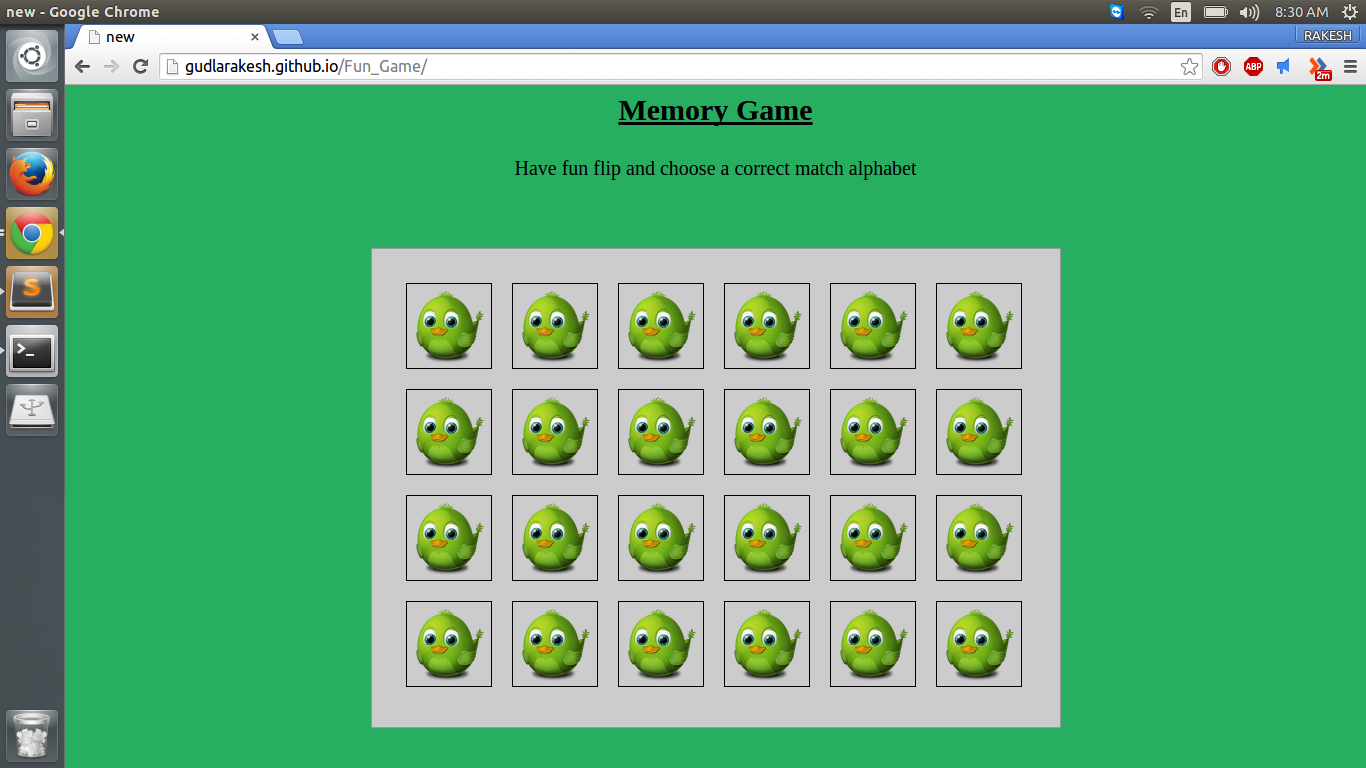 new - Google Chrome
En
8:30 AM
new
RAKESH
gudlarakesh.github.io/Fun_Game/
ABP
2m
Memory Game
Have fun flip and choose a correct match alphabet
S
>_